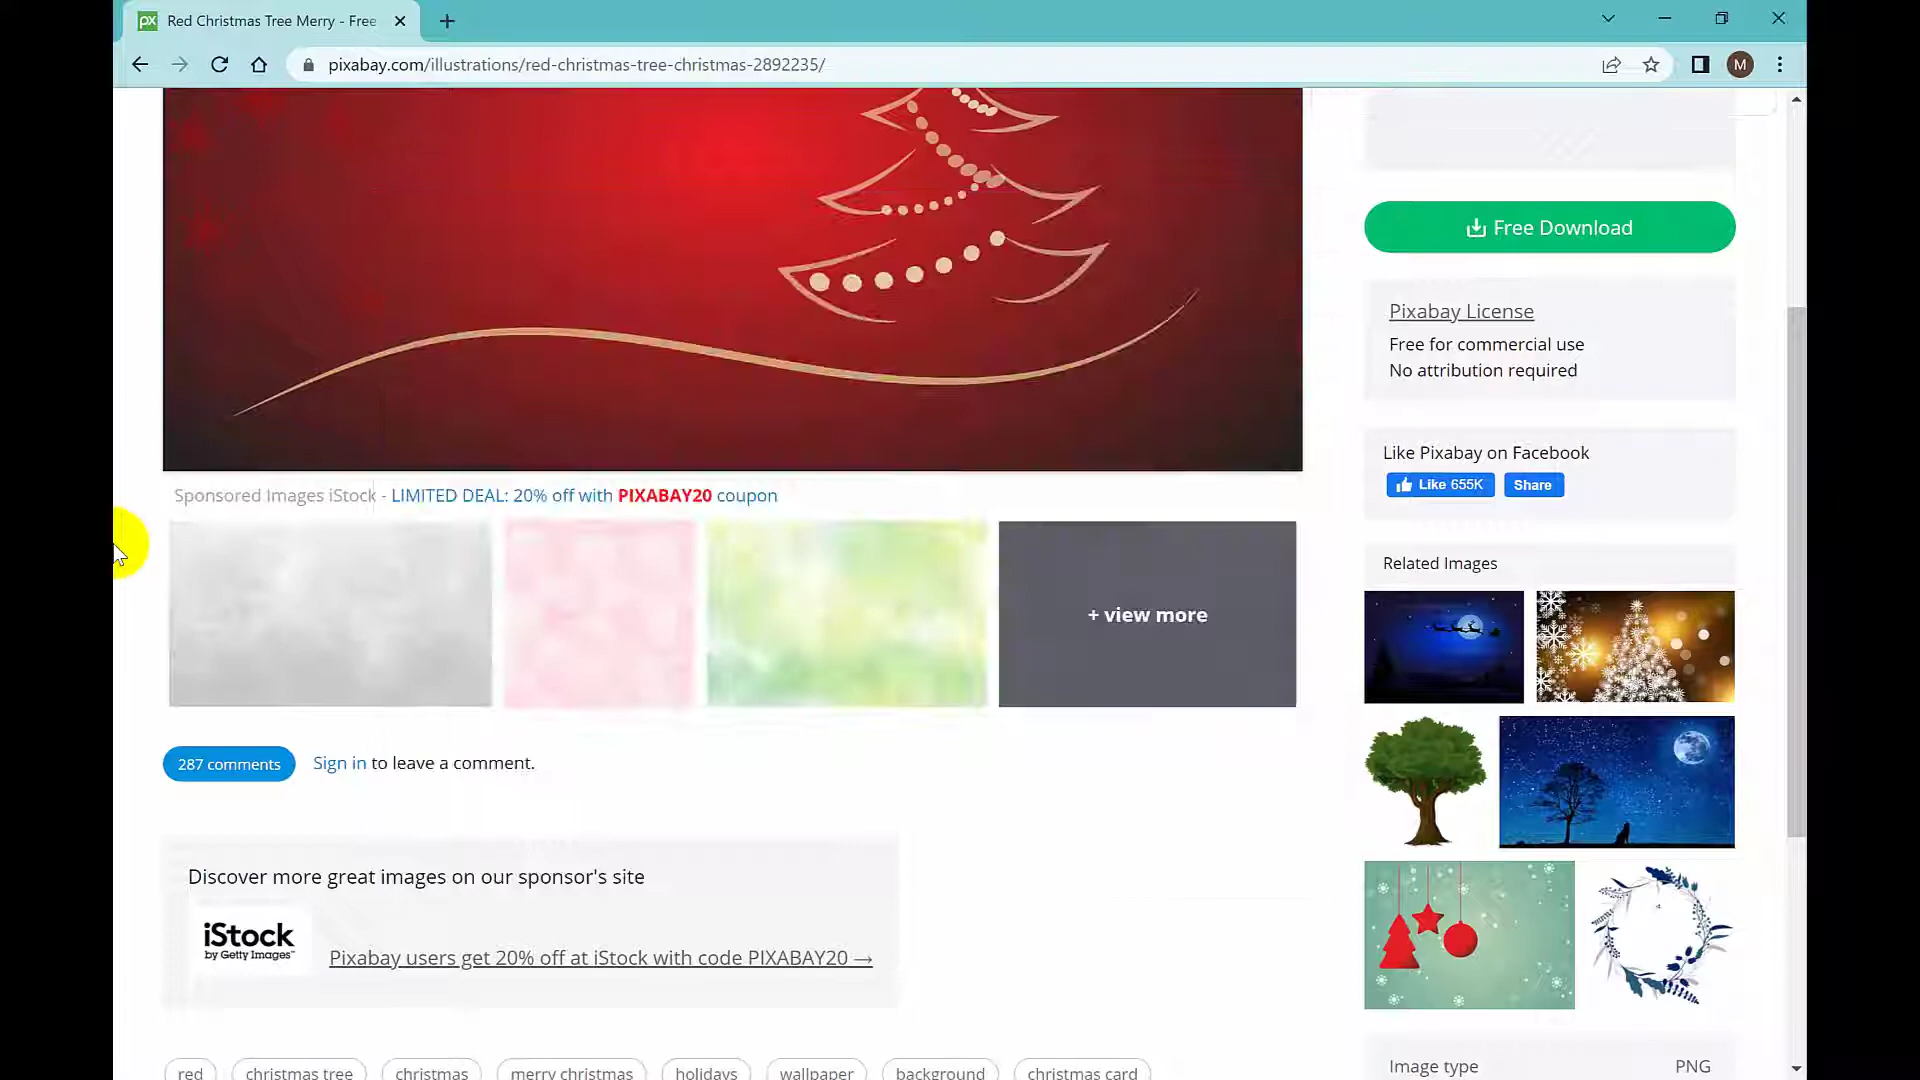 px Red Christmas Tree Merry - Free
pixabay.com/illustrations/red-christmas-tree-christmas-2892235/
M
Free Download
Pixabay License
Free for commercial use
No attribution required
Like Pixabay on Facebook
Like 655K Share
Sponsored Images iStock - LIMITED DEAL: 20% off with PIXABAY20 coupon
+ view more
Related Images
287 comments Sign in to leave a comment.
Discover more great images on our sponsor's site
iStock
by Getty Images™
Pixabay users get 20% off at iStock with code PIXABAY20 →
red christmas tree christmas merry christmas holidays wallpaper background christmas card
Image type PNG